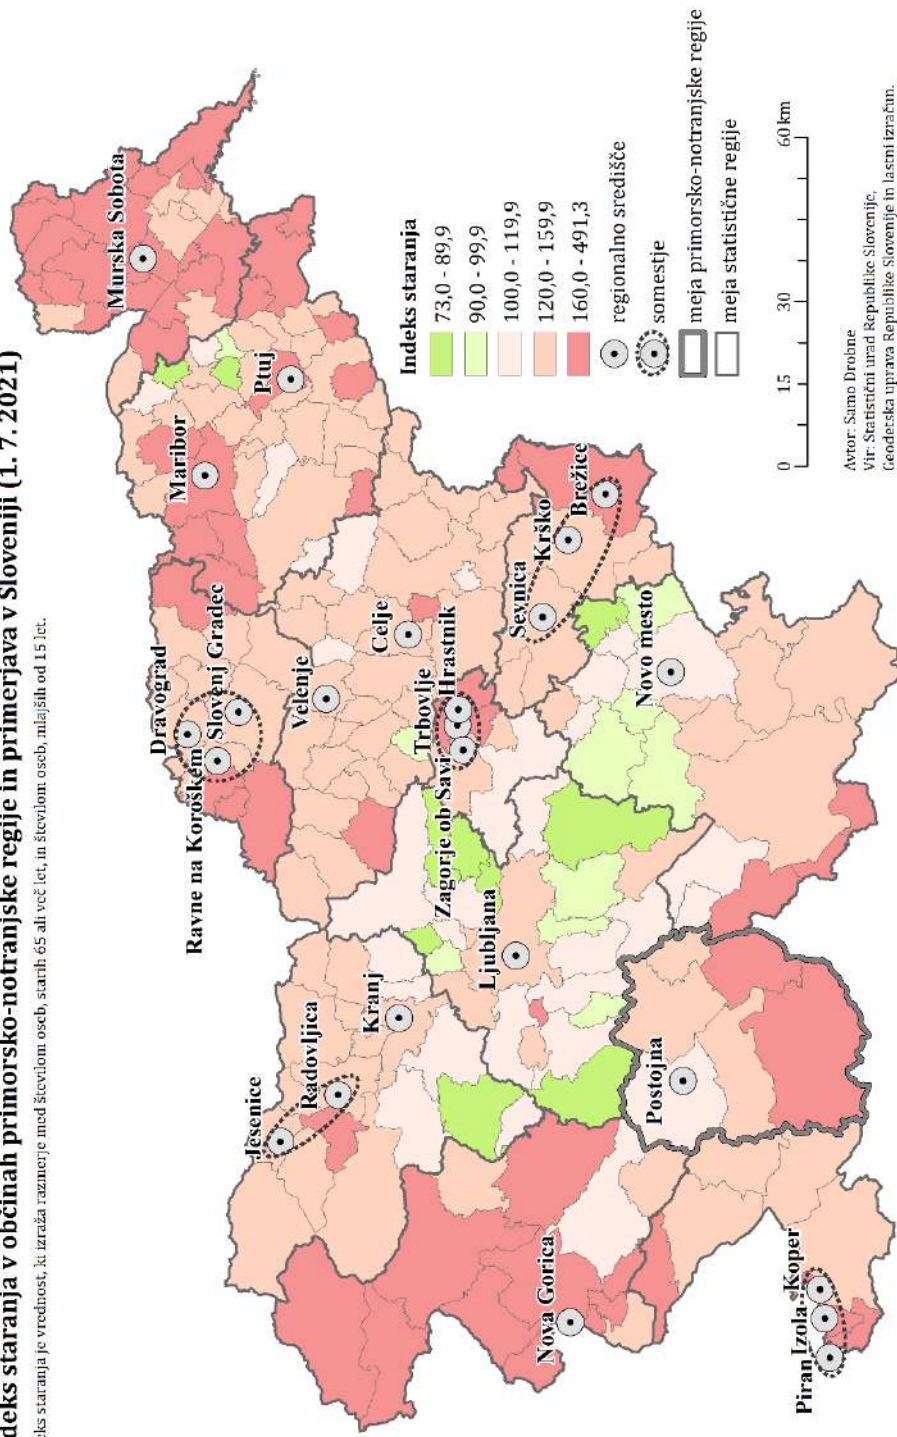 deks staranja v občinah primorsko-notranjske regije in primerjava v Sloveniji (1. 7. 2021)
eks staranja je vrednost, ki izraža razmerje med številom oseb, starih 65 ali več let, in številom oseb, mlajših od 15 let.
Murska Sobota
Maribor
Ptuj
Dravograd
Ravne na Koroškem
Slovenj Gradec
Velenje
Celje
Jesenice
Radovljica
Kranj
Trbovlje
Hrastnik
Zagorje ob Savi
Ljubljana
Sevnica
Krško
Brežice
Novo mesto
Nova Gorica
Postojna
Piran
Izola
Koper
Indeks staranja
73,0 - 89,9
90,0 - 99,9
100,0 - 119,9
120,0 - 159,9
160,0 - 491,3
regionalno središče
somestje
meja primorsko-notranjske regije
meja statistične regije
0 15 30 60 km
Avtor: Samo Drobne
Vir: Statistični urad Republike Slovenije,
Geodetska uprava Republike Slovenije in lastni izračun.